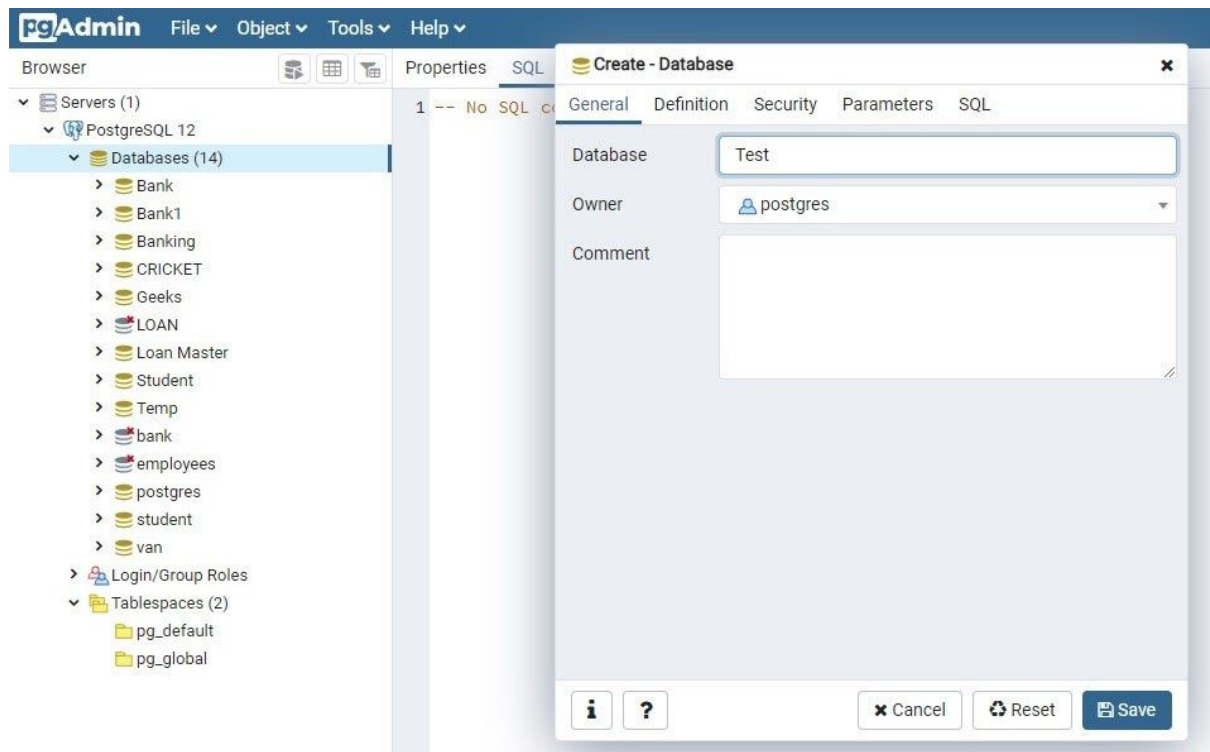 pgAdmin File Object Tools Help
Browser
Properties SQL
Servers (1)
PostgreSQL 12
Databases (14)
Bank
Bank1
Banking
CRICKET
Geeks
LOAN
Loan Master
Student
Temp
bank
employees
postgres
student
van
Login/Group Roles
Tablespaces (2)
pg_default
pg_global
1 -- No SQL
Create - Database
General Definition Security Parameters SQL
Database Test
Owner postgres
Comment
i ? Cancel Reset Save